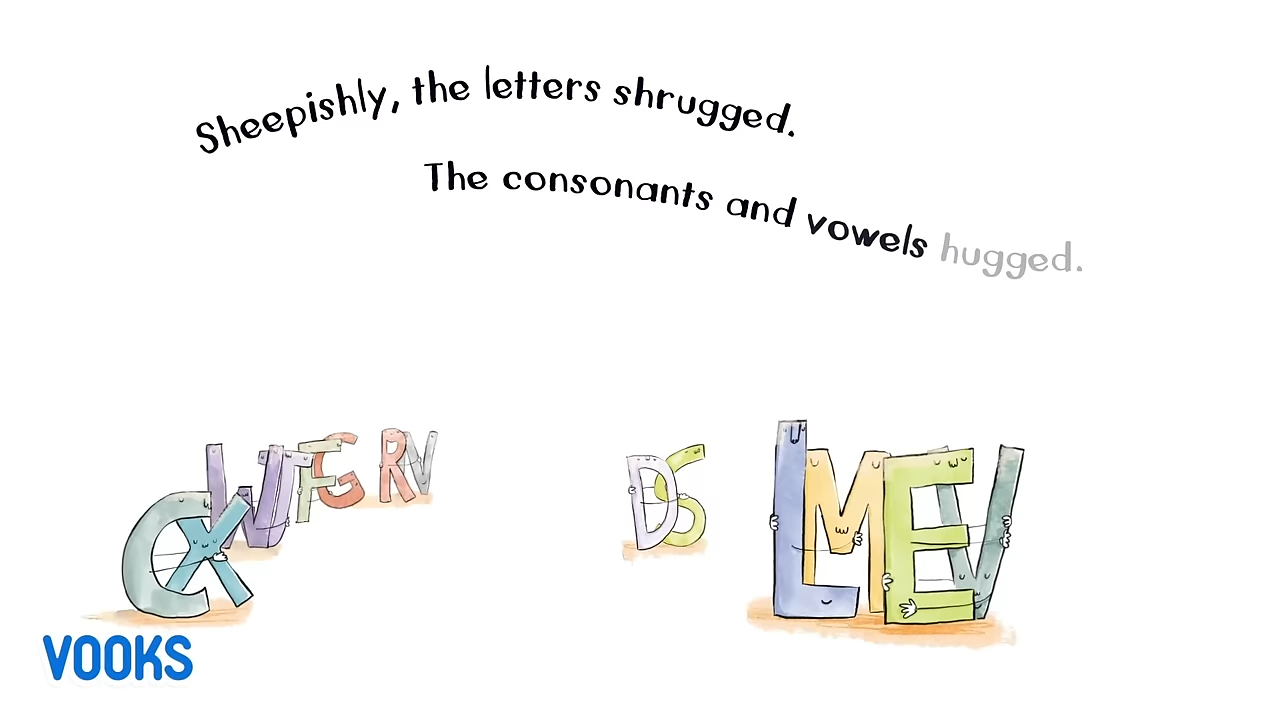 Sheepishly, the letters shrugged.
The consonants and vowels hugged.
C X W J F G R V D S L M E V
VOOKS